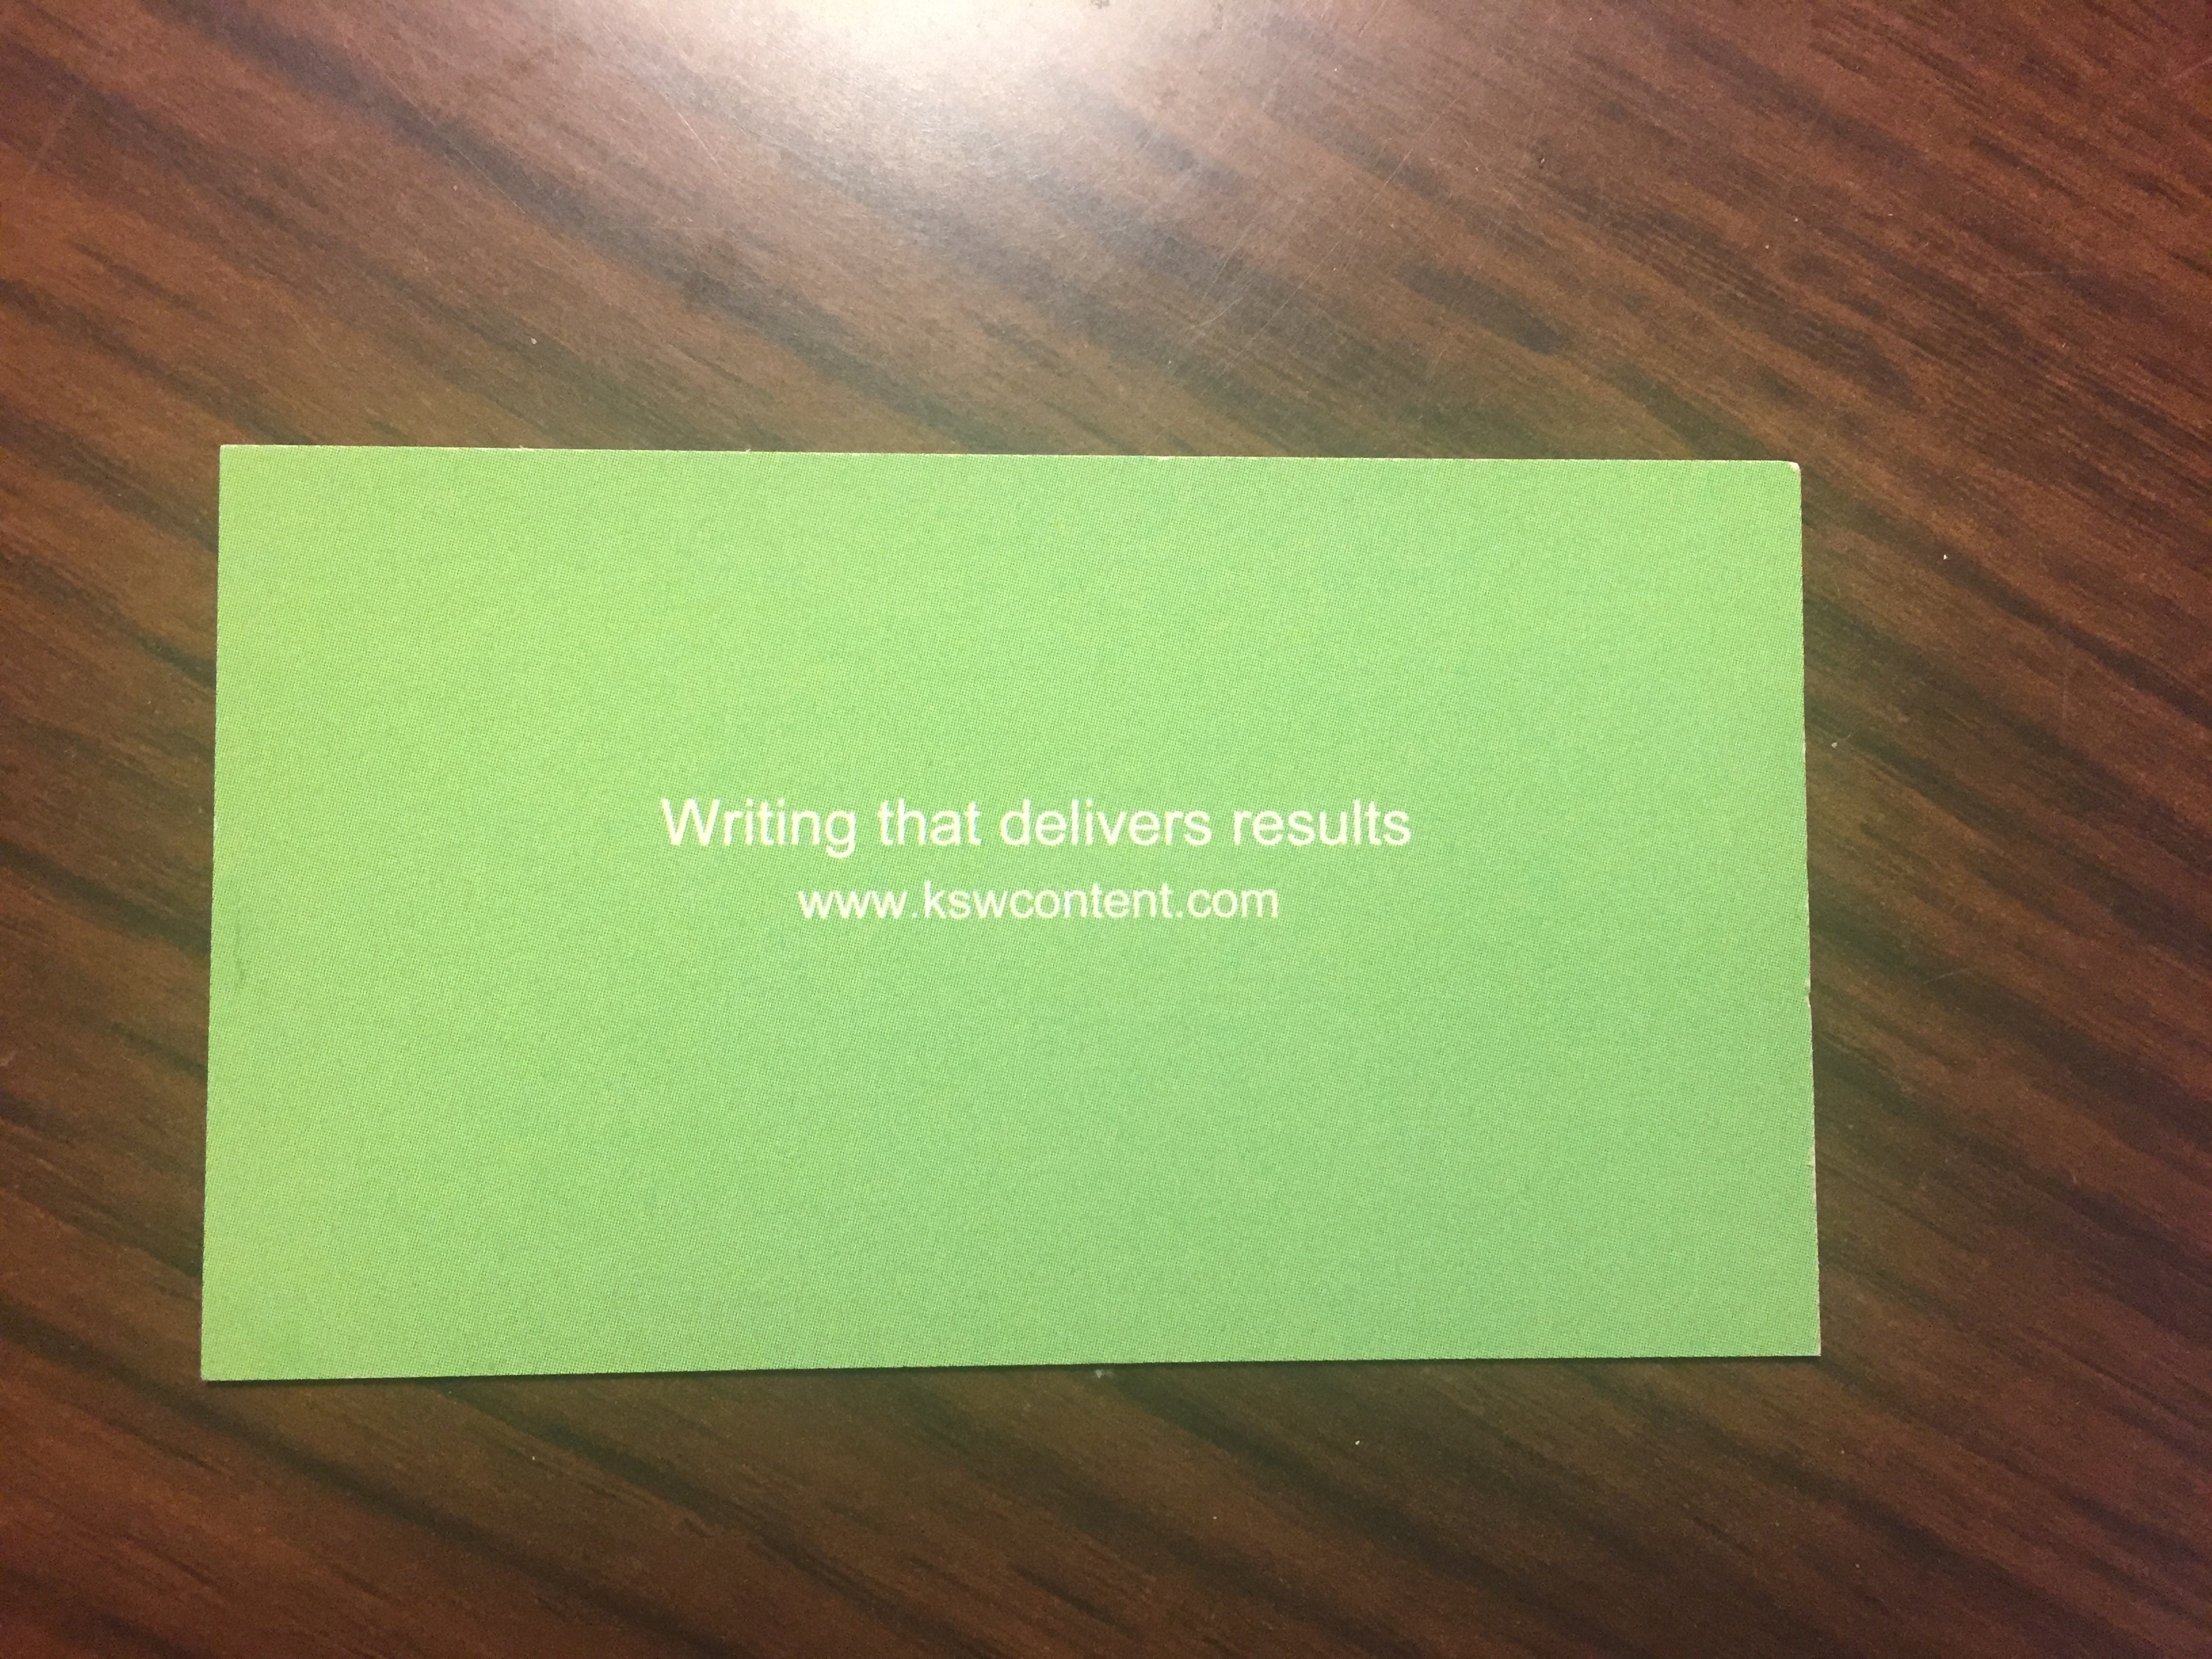 Writing that delivers results
www.kswcontent.com